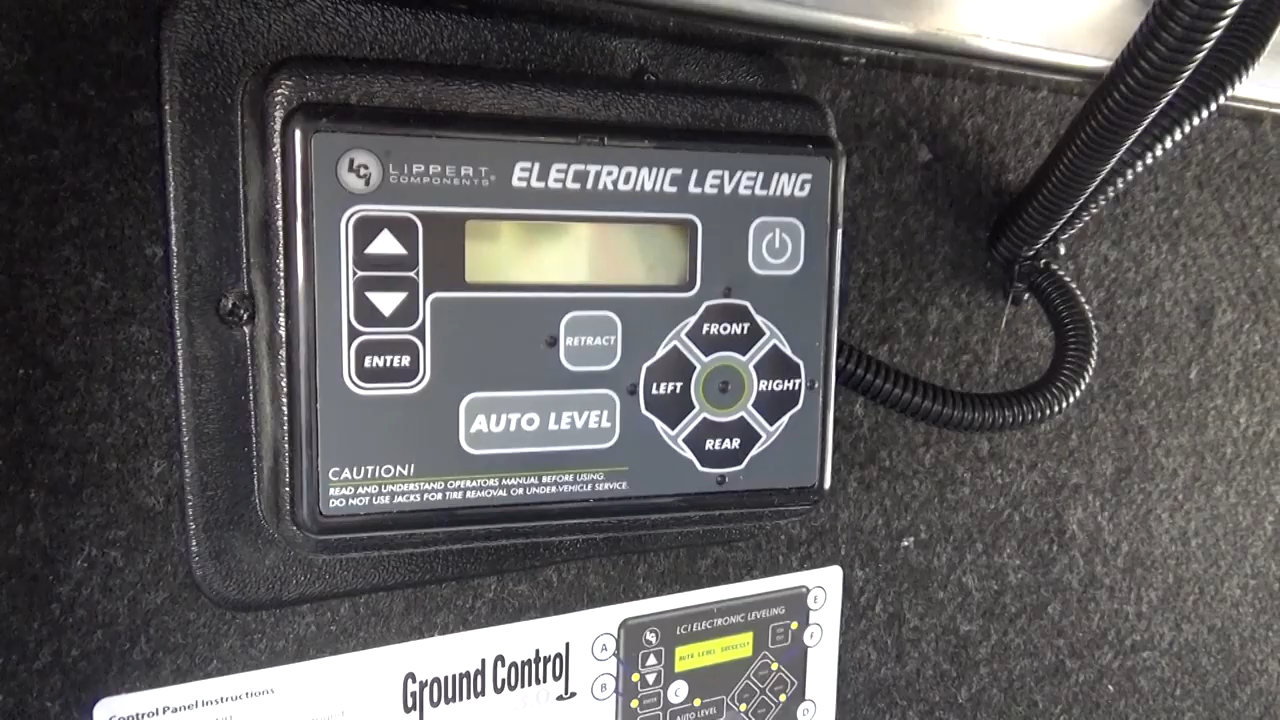 LCI LIPPERT COMPONENTS®
ELECTRONIC LEVELING
ENTER
RETRACT
AUTO LEVEL
FRONT
LEFT
RIGHT
REAR
CAUTION!
READ AND UNDERSTAND OPERATORS MANUAL BEFORE USING.
DO NOT USE JACKS FOR TIRE REMOVAL OR UNDER-VEHICLE SERVICE.
Control Panel Instructions
Ground Control
LCI ELECTRONIC LEVELING
AUTO LEVEL SUCCESS!
AUTO LEVEL
A
B
C
D
E
F